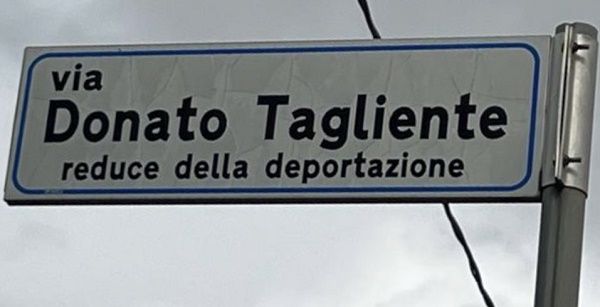 via
Donato Tagliente
reduce della deportazione